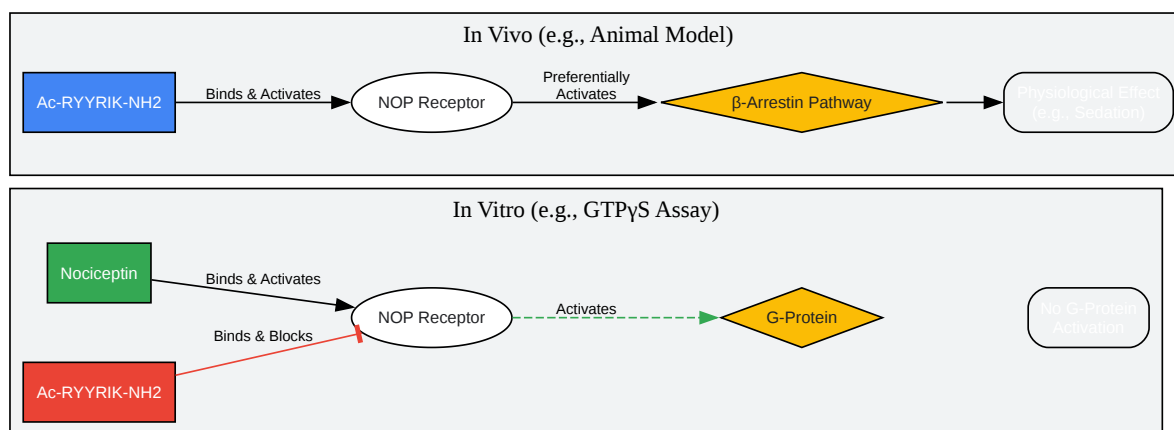 In Vivo (e.g., Animal Model)
Ac-RYYRIK-NH2
Binds & Activates
NOP Receptor
Preferentially
Activates
β-Arrestin Pathway
Physiological Effect
(e.g., Sedation)
In Vitro (e.g., GTPγS Assay)
Nociceptin
Binds & Activates
NOP Receptor
Activates
G-Protein
No G-Protein
Activation
Binds & Blocks
Ac-RYYRIK-NH2